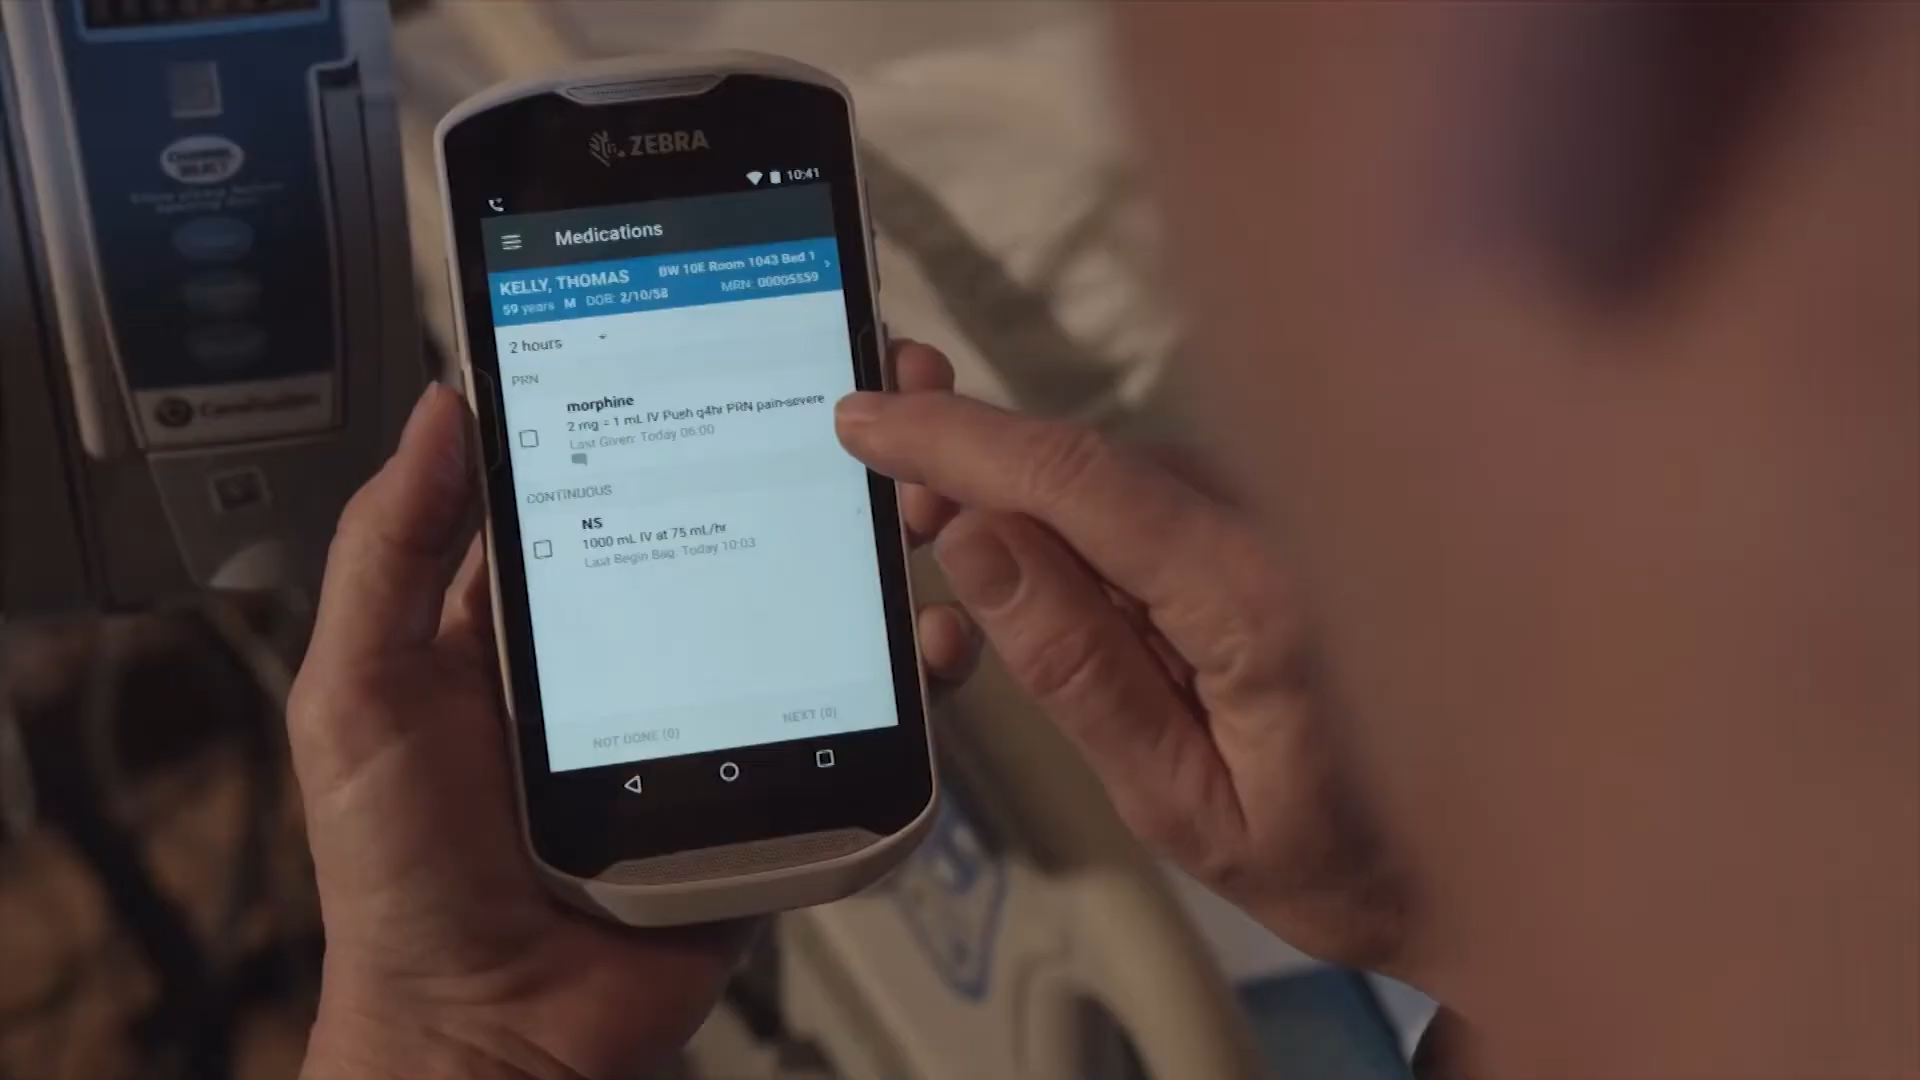 CHANNEL
SELECT
ZEBRA
10:41
Medications
KELLY, THOMAS
BW 10E Room 1043 Bed 1
59 years M DOB: 2/10/58
MRN: 00005559
2 hours
PRN
morphine
2 mg = 1 mL IV Push q4hr PRN pain-severe
Last Given: Today 06:00
CONTINUOUS
NS
1000 mL IV at 75 mL/hr
Last Begin Bag: Today 10:03
NOT DONE (0)
NEXT (0)